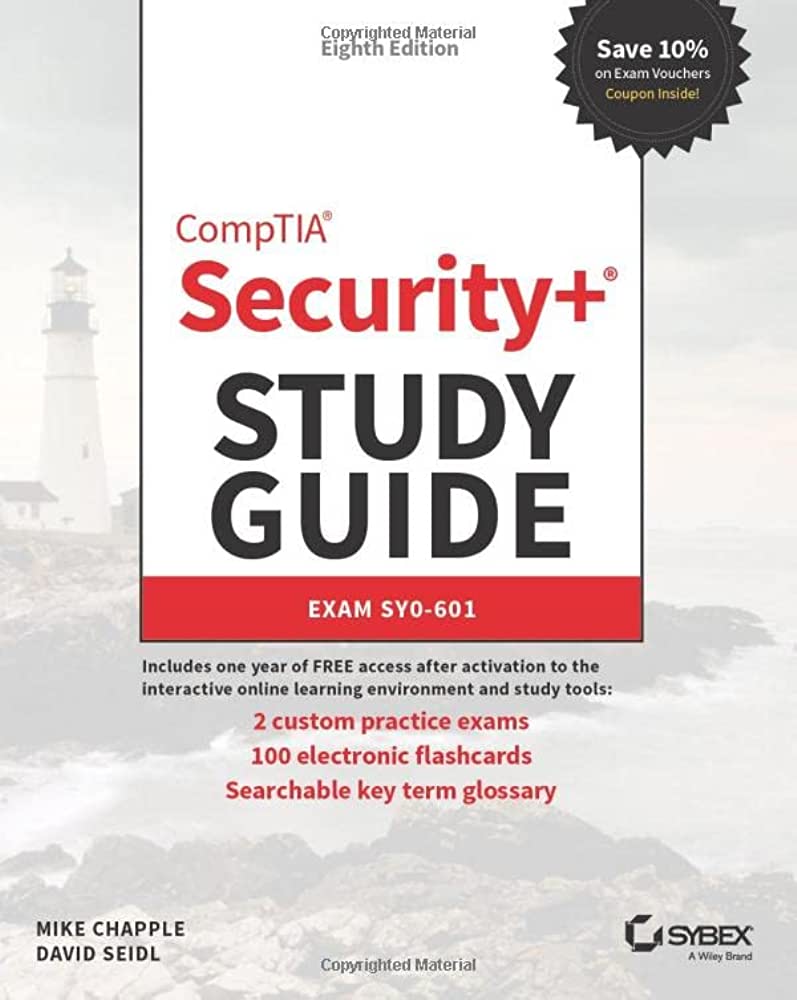 Copyrighted Material
Eighth Edition
Save 10%
on Exam Vouchers
Coupon Inside!
CompTIA®
Security+®
STUDY
GUIDE
EXAM SY0-601
Includes one year of FREE access after activation to the
interactive online learning environment and study tools:
2 custom practice exams
100 electronic flashcards
Searchable key term glossary
MIKE CHAPPLE
DAVID SEIDL
SYBEX®
A Wiley Brand
Copyrighted Material